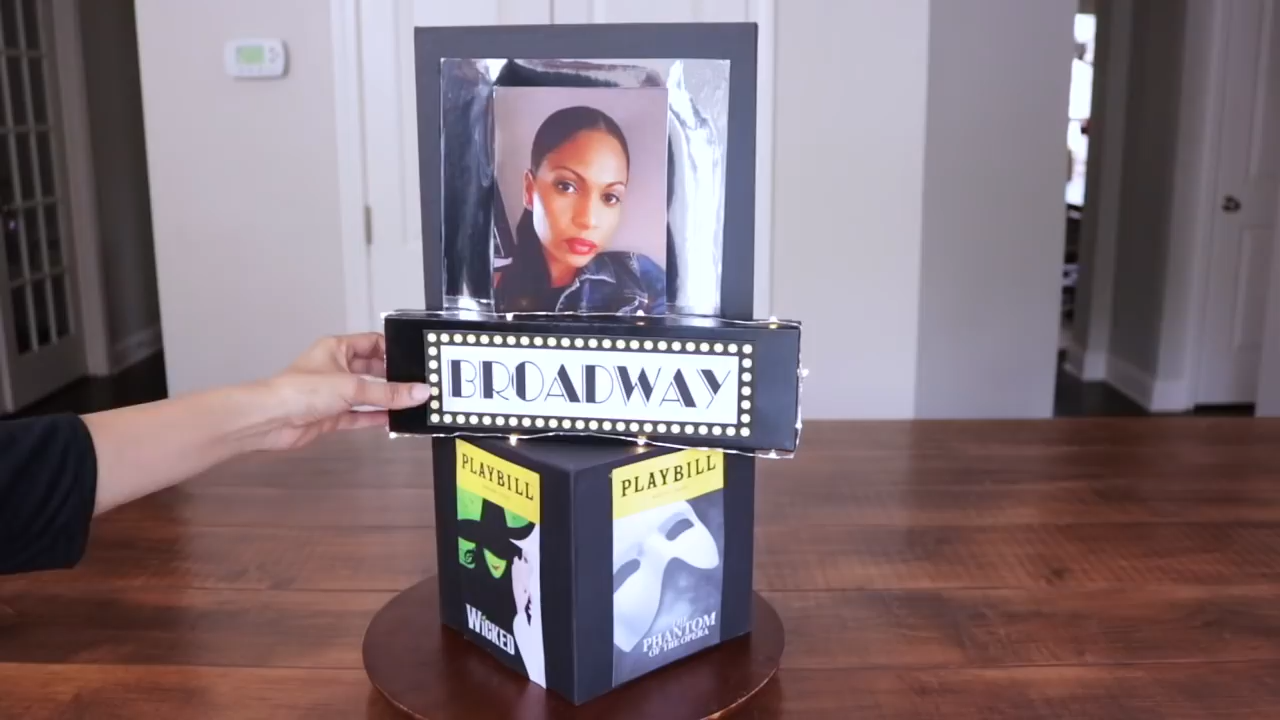 BROADWAY
PLAYBILL
WICKED
PLAYBILL
THE
PHANTOM
OF THE OPERA